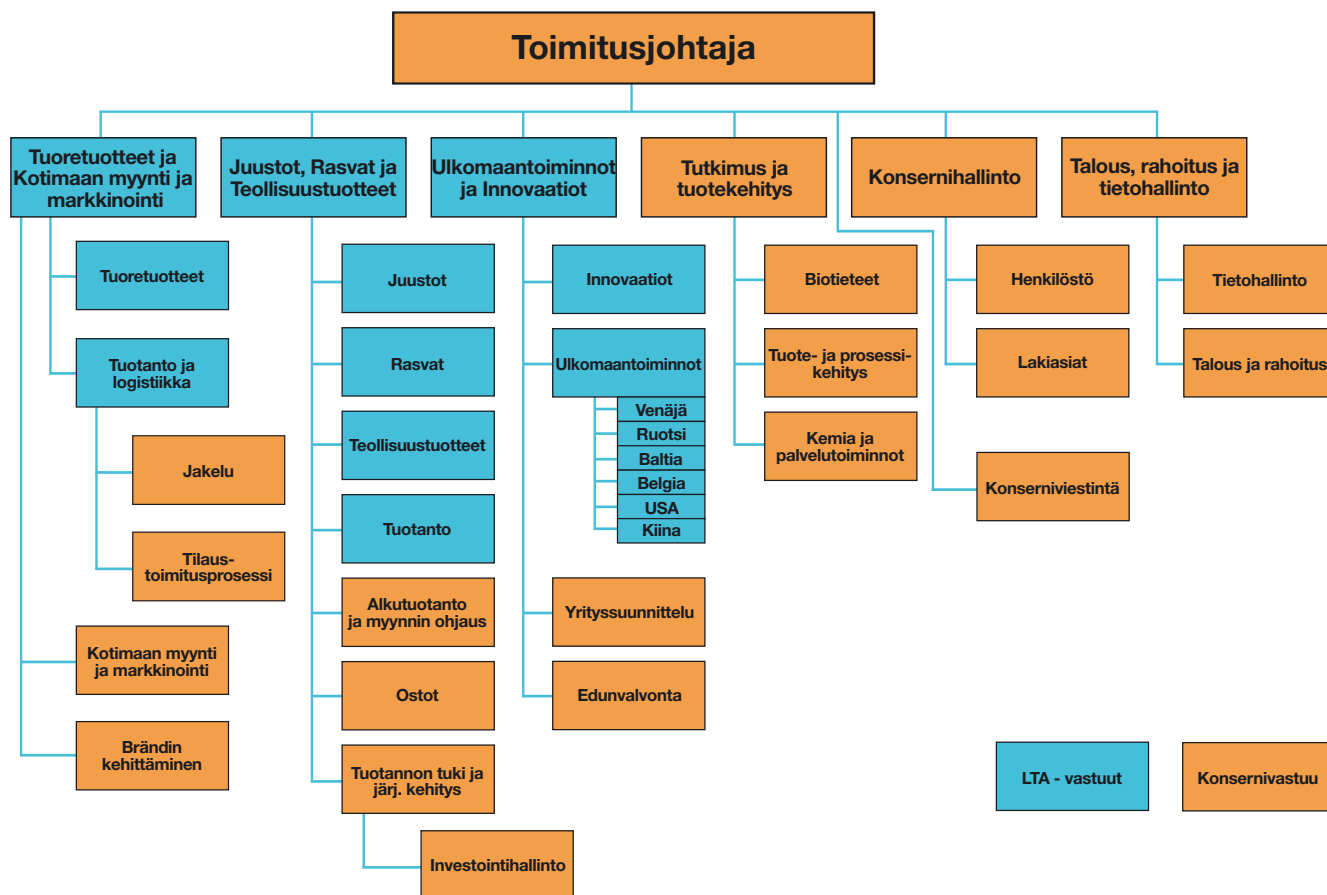 Toimitusjohtaja
Tuoretuotteet ja
Kotimaan myynti ja
markkinointi
Juustot, Rasvat ja
Teollisuustuotteet
Ulkomaantoiminnot
ja Innovaatiot
Tutkimus ja
tuotekehitys
Konsernihallinto
Talous, rahoitus ja
tietohallinto
Tuoretuotteet
Tuotanto ja
logistiikka
Jakelu
Tilaus-
toimitusprosessi
Kotimaan myynti
ja markkinointi
Brändin
kehittäminen
Juustot
Rasvat
Teollisuustuotteet
Tuotanto
Alkutuotanto
ja myynnin ohjaus
Ostot
Tuotannon tuki ja
järj. kehitys
Investointihallinto
Innovaatiot
Ulkomaantoiminnot
Venäjä
Ruotsi
Baltia
Belgia
USA
Kiina
Yrityssuunnittelu
Edunvalvonta
Biotieteet
Tuote- ja prosessi-
kehitys
Kemia ja
palvelutoiminnot
Henkilöstö
Lakiasiat
Konserniviestintä
Tietohallinto
Talous ja rahoitus
LTA - vastuut
Konsernivastuu